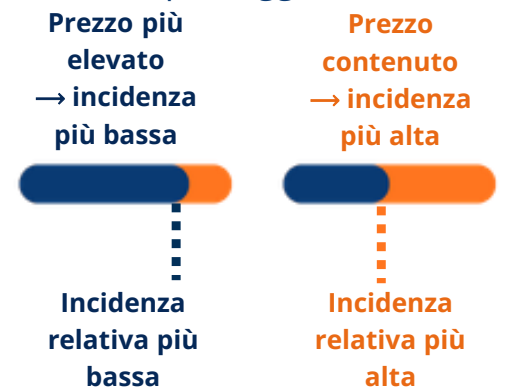 Prezzo più
elevato
→ incidenza
più bassa
Prezzo
contenuto
→ incidenza
più alta
Incidenza
relativa più
bassa
Incidenza
relativa più
alta